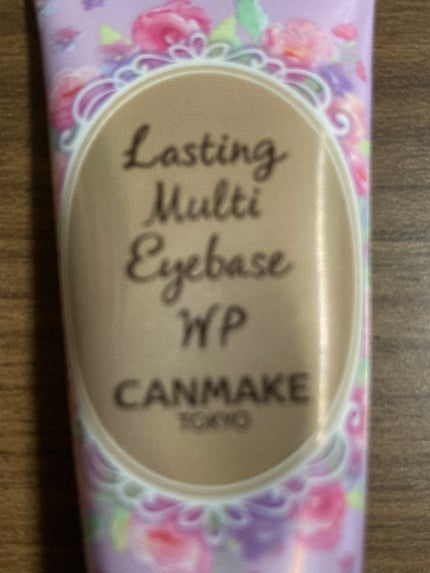 Lasting
Multi
Eyebase
WP
CANMAKE
TOKYO